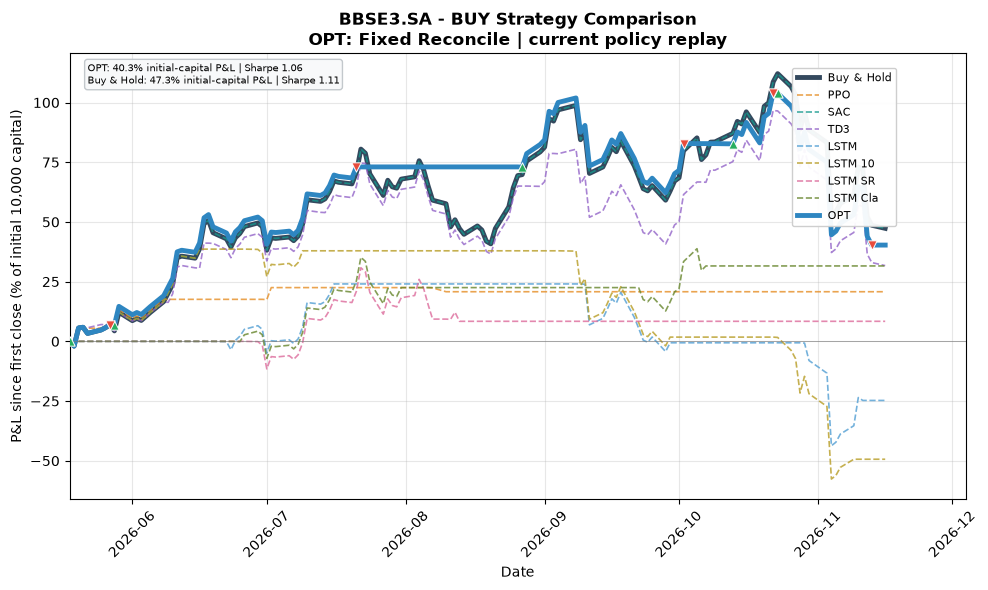 BBSE3.SA - BUY Strategy Comparison
OPT: Fixed Reconcile | current policy replay
OPT: 40.3% initial-capital P&L | Sharpe 1.06
Buy & Hold: 47.3% initial-capital P&L | Sharpe 1.11
Buy & Hold
PPO
SAC
TD3
LSTM
LSTM 10
LSTM SR
LSTM Cla
OPT
P&L since first close (% of initial 10,000 capital)
100
75
50
25
0
−25
−50
2026-06
2026-07
2026-08
2026-09
2026-10
2026-11
2026-12
Date